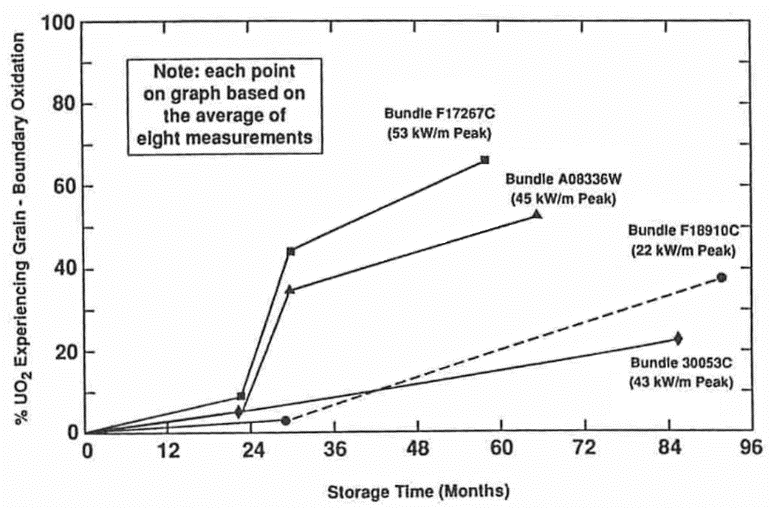 % UO2 Experiencing Grain - Boundary Oxidation
100
80
60
40
20
0
Note: each point
on graph based on
the average of
eight measurements
Bundle F17267C
(53 kW/m Peak)
Bundle A08336W
(45 kW/m Peak)
Bundle F18910C
(22 kW/m Peak)
Bundle 30053C
(43 kW/m Peak)
0 12 24 36 48 60 72 84 96
Storage Time (Months)